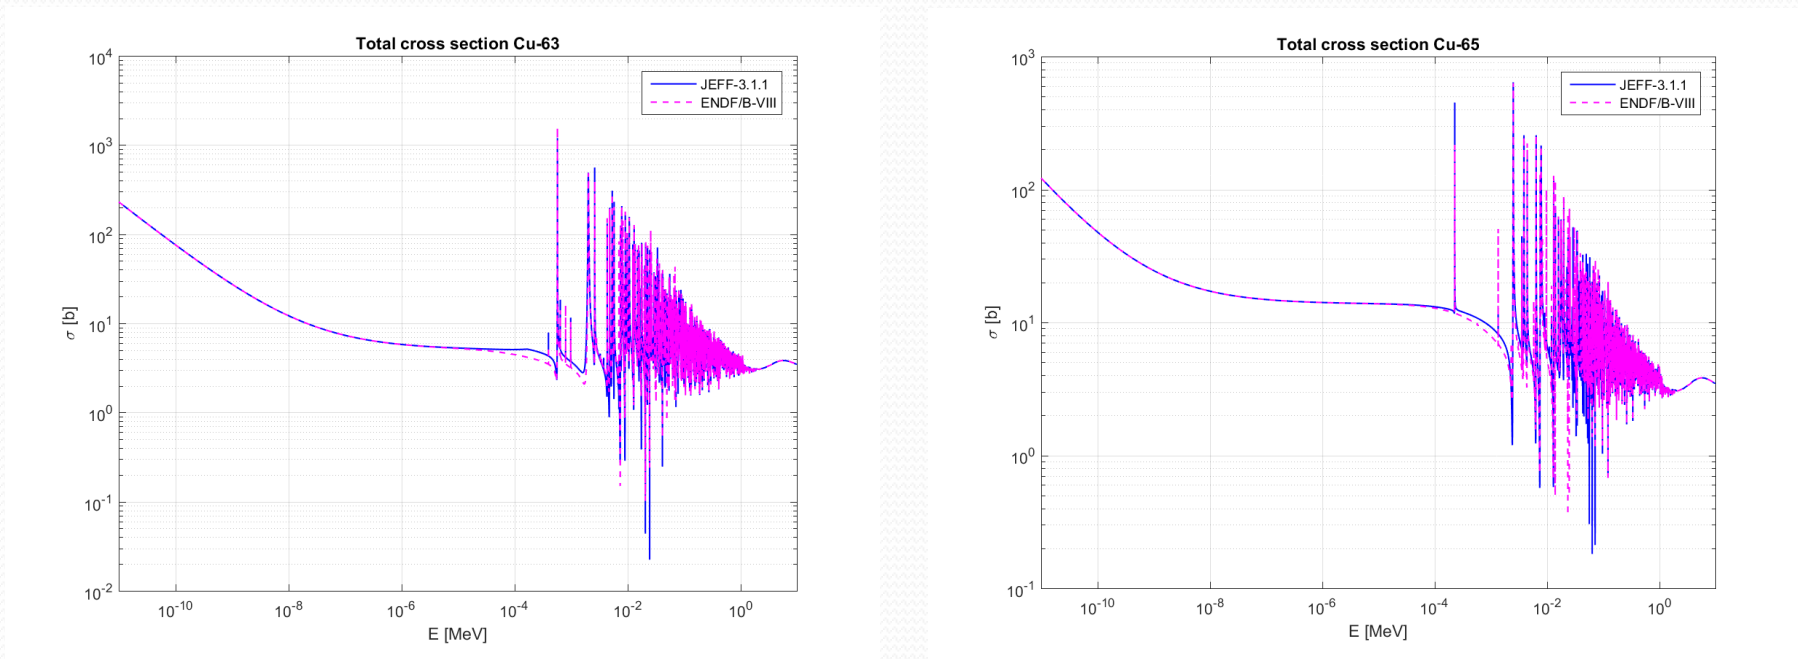 Total cross section Cu-63
JEFF-3.1.1
ENDF/B-VIII
10^4
10^3
10^2
10^1
10^0
10^-1
10^-2
σ [b]
10^-10
10^-8
10^-6
10^-4
10^-2
10^0
E [MeV]
Total cross section Cu-65
JEFF-3.1.1
ENDF/B-VIII
10^3
10^2
10^1
10^0
10^-1
σ [b]
10^-10
10^-8
10^-6
10^-4
10^-2
10^0
E [MeV]